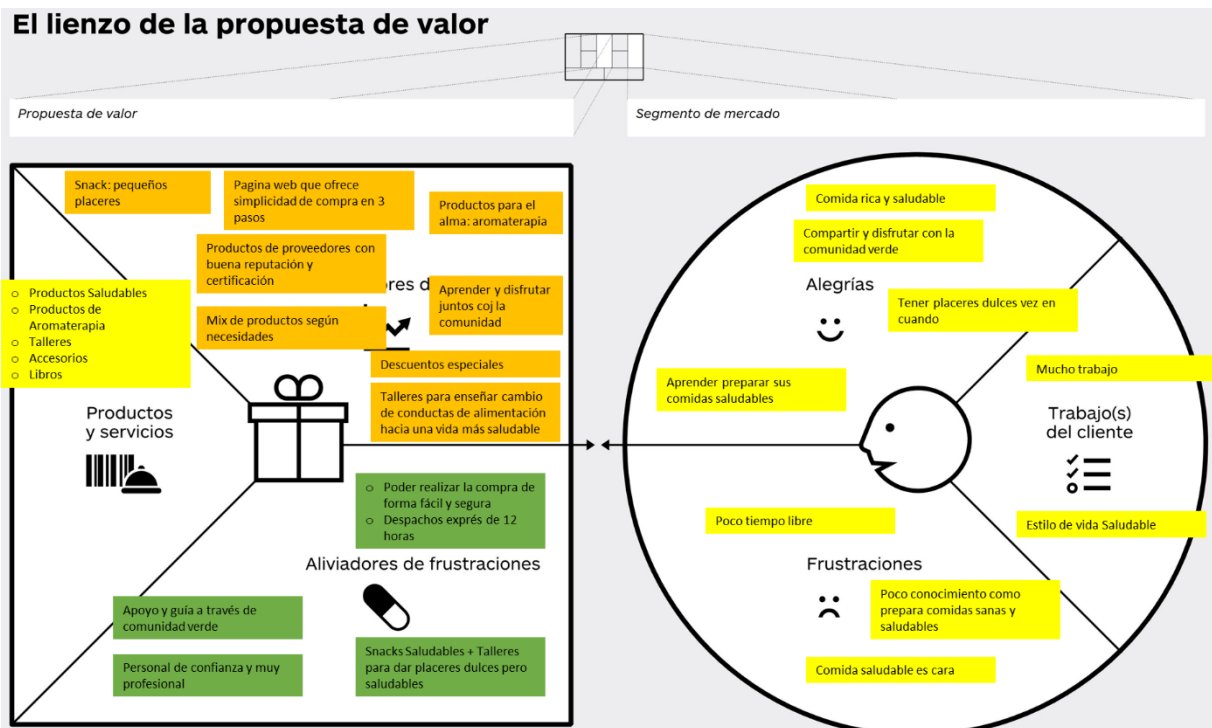 El lienzo de la propuesta de valor
Propuesta de valor
Segmento de mercado
Snack: pequeños
placeres
Pagina web que ofrece
simplicidad de compra en 3
pasos
Productos para el
alma: aromaterapia
Productos de proveedores con
buena reputación y
certificación
ores d
Aprender y disfrutar
juntos coj la
comunidad
Mix de productos según
necesidades
Descuentos especiales
Talleres para enseñar cambio
de conductas de alimentación
hacia una vida más saludable
o Productos Saludables
o Productos de
Aromaterapia
o Talleres
o Accesorios
o Libros
Productos
y servicios
o Poder realizar la compra de
forma fácil y segura
o Despachos exprés de 12
horas
Aliviadores de frustraciones
Apoyo y guía a través de
comunidad verde
Personal de confianza y muy
profesional
Snacks Saludables + Talleres
para dar placeres dulces pero
saludables
Comida rica y saludable
Compartir y disfrutar con la
comunidad verde
Alegrías
Tener placeres dulces vez en
cuando
Aprender preparar sus
comidas saludables
Mucho trabajo
Trabajo(s)
del cliente
Estilo de vida Saludable
Poco tiempo libre
Frustraciones
Poco conocimiento como
prepara comidas sanas y
saludables
Comida saludable es cara